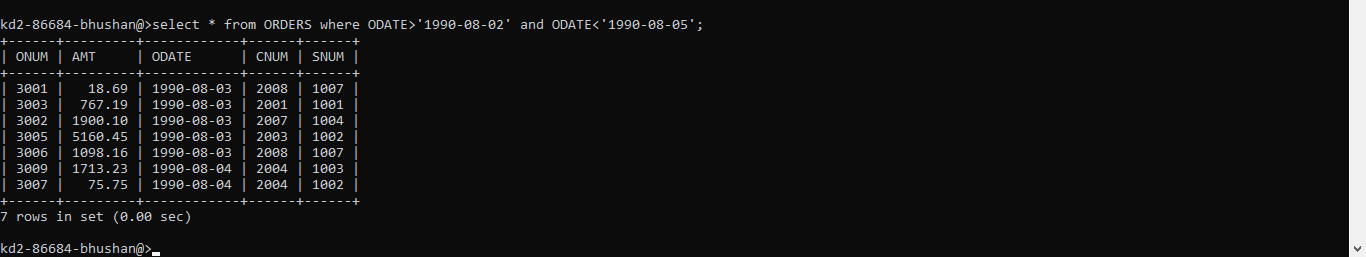 kd2-86684-bhushan@>select * from ORDERS where ODATE>'1990-08-02' and ODATE<'1990-08-05';
+------+---------+------------+------+------+
| ONUM | AMT     | ODATE      | CNUM | SNUM |
+------+---------+------------+------+------+
| 3001 |   18.69 | 1990-08-03 | 2008 | 1007 |
| 3003 |  767.19 | 1990-08-03 | 2001 | 1001 |
| 3002 | 1900.10 | 1990-08-03 | 2007 | 1004 |
| 3005 | 5160.45 | 1990-08-03 | 2003 | 1002 |
| 3006 | 1098.16 | 1990-08-03 | 2008 | 1007 |
| 3009 | 1713.23 | 1990-08-04 | 2004 | 1003 |
| 3007 |   75.75 | 1990-08-04 | 2004 | 1002 |
+------+---------+------------+------+------+
7 rows in set (0.00 sec)
kd2-86684-bhushan@>